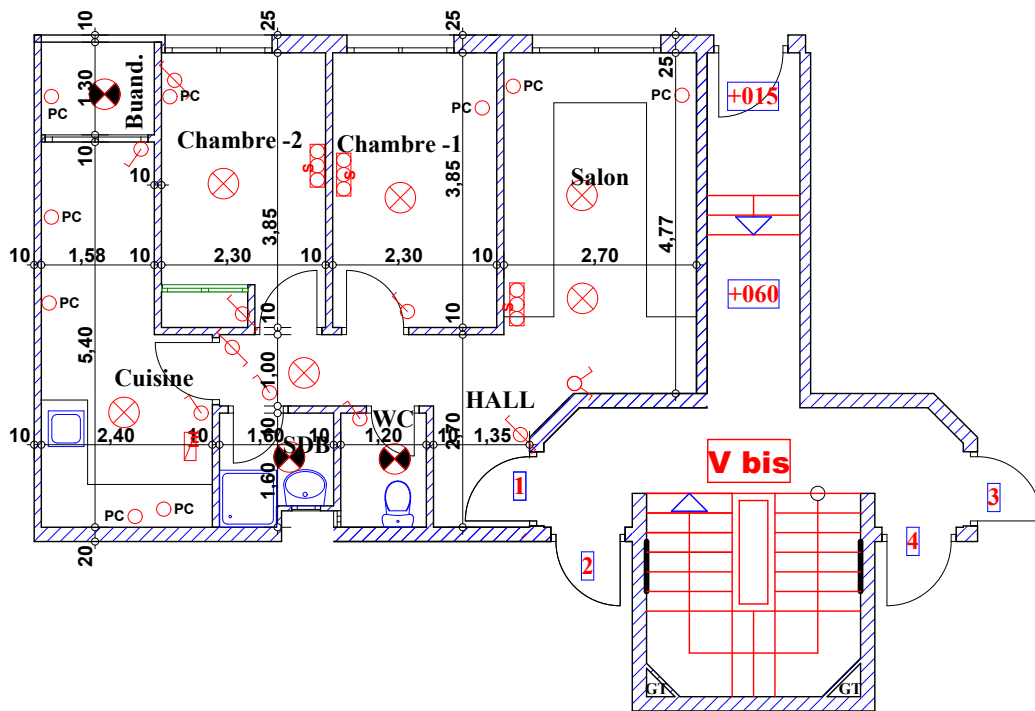 10
25
25
25
1,30
Buand.
PC
PC
PC
PC
+015
10
Chambre -2
Chambre -1
Salon
S
S
10
PC
3,85
3,85
4,77
10
1,58
10
2,30
10
2,30
10
2,70
10
+060
PC
S
10
10
5,40
1,00
Cuisine
HALL
WC
10
2,40
10
1,60
10
1,20
10
1,35
2,70
SDB
1,60
V bis
1
3
4
2
PC
PC
20
GT
GT